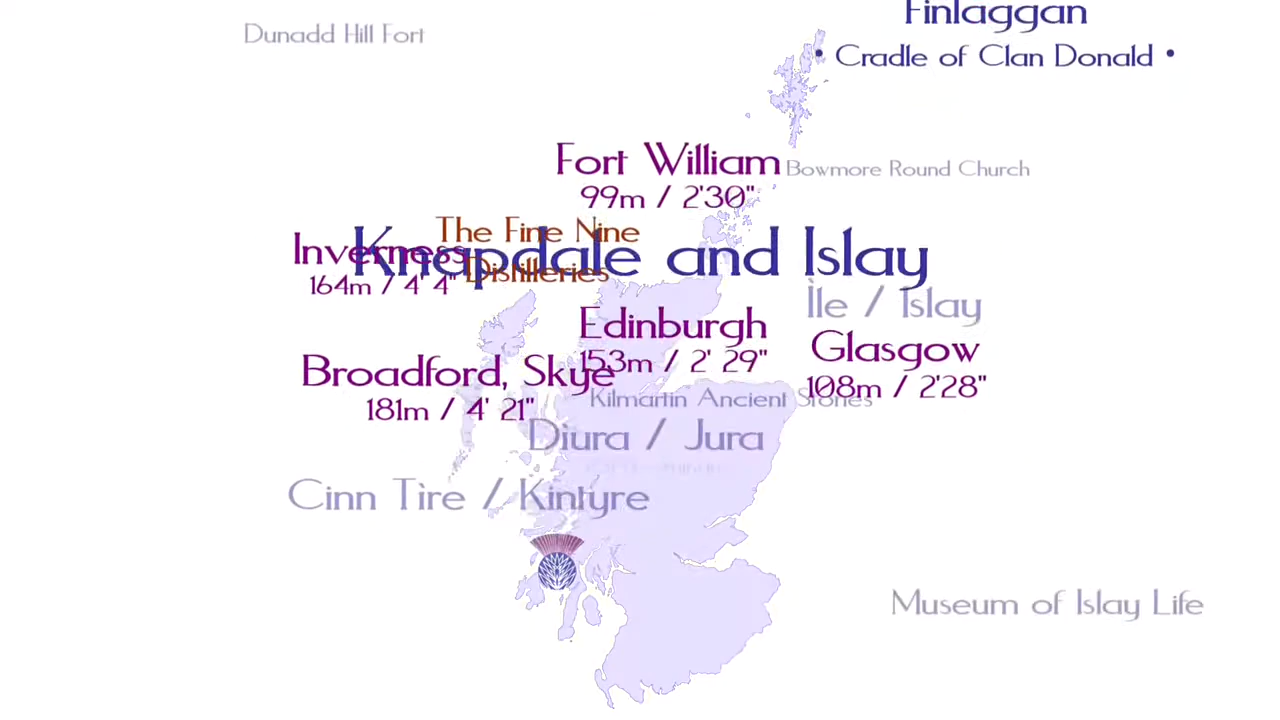 Finlaggan
Dunadd Hill Fort
• Cradle of Clan Donald •
Fort William
Bowmore Round Church
99m / 2'30"
The Fine Nine
Inverness
Knapdale and Islay
Distilleries
164m / 4' 4"
Ìle / Islay
Edinburgh
Glasgow
153m / 2' 29"
Broadford, Skye
108m / 2'28"
Kilmartin Ancient Stones
181m / 4' 21"
Diura / Jura
Cinn Tìre / Kintyre
Museum of Islay Life